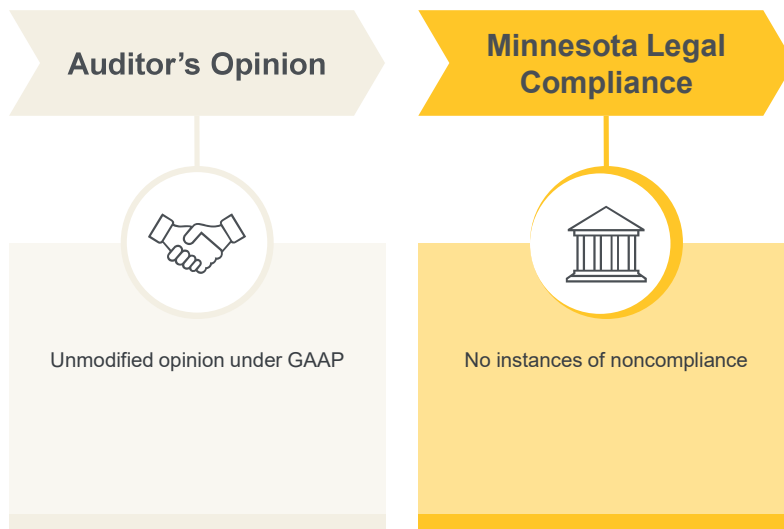 Auditor’s Opinion
Minnesota Legal
Compliance
Unmodified opinion under GAAP
No instances of noncompliance